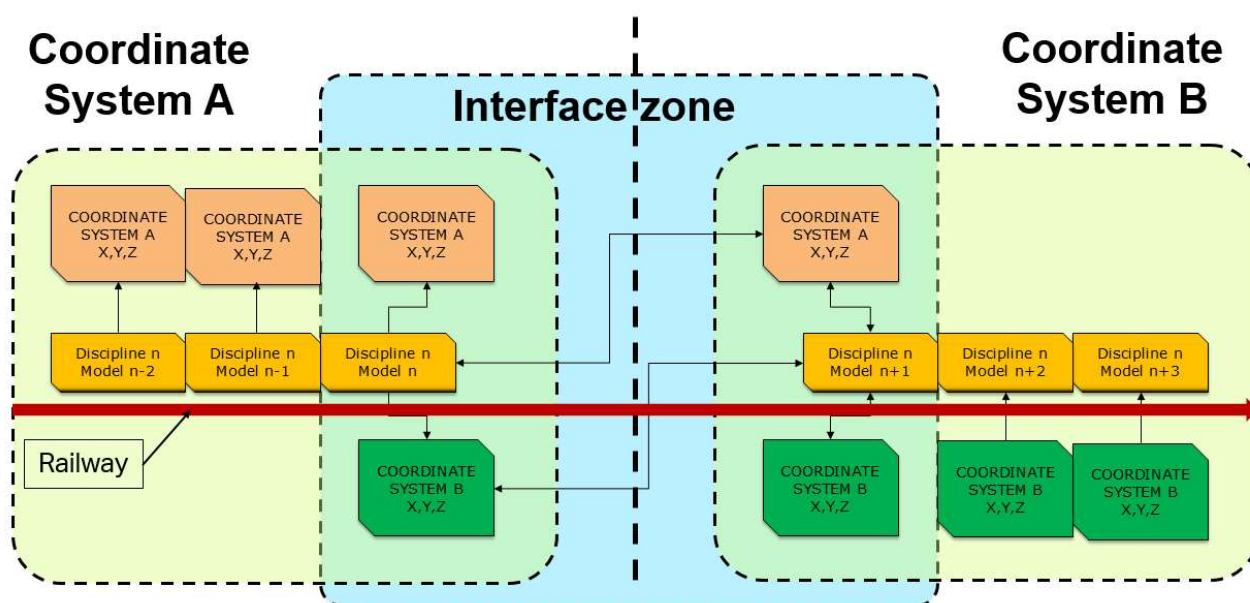 Coordinate
System A
Interface zone
Coordinate
System B
COORDINATE
SYSTEM A
X,Y,Z
COORDINATE
SYSTEM A
X,Y,Z
COORDINATE
SYSTEM A
X,Y,Z
COORDINATE
SYSTEM A
X,Y,Z
Discipline n
Model n-2
Discipline n
Model n-1
Discipline n
Model n
Discipline n
Model n+1
Discipline n
Model n+2
Discipline n
Model n+3
Railway
COORDINATE
SYSTEM B
X,Y,Z
COORDINATE
SYSTEM B
X,Y,Z
COORDINATE
SYSTEM B
X,Y,Z
COORDINATE
SYSTEM B
X,Y,Z